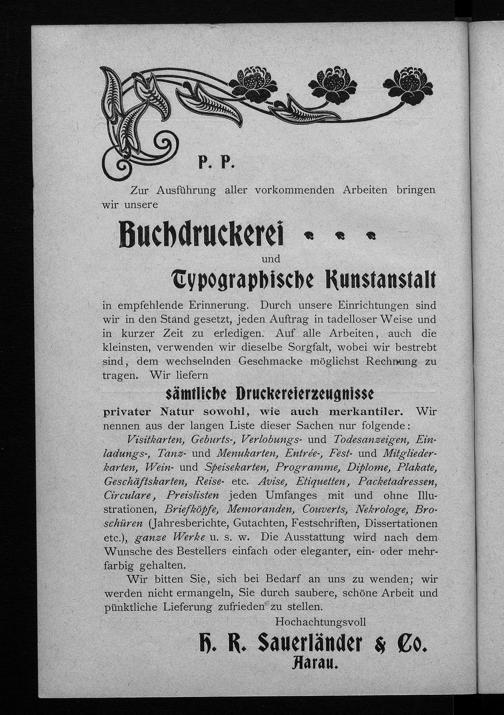 P. P.
Zur Ausführung aller vorkommenden Arbeiten bringen
wir unsere
Buchdruckerei
und
Typographische Kunstanstalt
in empfehlende Erinnerung. Durch unsere Einrichtungen sind
wir in den Stand gesetzt, jeden Auftrag in tadelloser Weise und
in kurzer Zeit zu erledigen. Auf alle Arbeiten, auch die
kleinsten, verwenden wir dieselbe Sorgfalt, wobei wir bestrebt
sind, dem wechselnden Geschmacke möglichst Rechnung zu
tragen. Wir liefern
sämtliche Druckereierzeugnisse
privater Natur sowohl, wie auch merkantiler. Wir
nennen aus der langen Liste dieser Sachen nur folgende:
Visitkarten, Geburts-, Verlobungs- und Todesanzeigen, Ein-
ladungs-, Tanz- und Menukarten, Entrée-, Fest- und Mitglieder-
karten, Wein- und Speisekarten, Programme, Diplome, Plakate,
Geschäftskarten, Reise- etc. Avise, Etiquetten, Packetadressen,
Circulare, Preislisten jeden Umfanges mit und ohne Illu-
strationen, Briefköpfe, Memoranden, Couverts, Nekrologe, Bro-
schüren (Jahresberichte, Gutachten, Festschriften, Dissertationen
etc.), ganze Werke u. s. w. Die Ausstattung wird nach dem
Wunsche des Bestellers einfach oder eleganter, ein- oder mehr-
farbig gehalten.
Wir bitten Sie, sich bei Bedarf an uns zu wenden; wir
werden nicht ermangeln, Sie durch saubere, schöne Arbeit und
pünktliche Lieferung zufrieden zu stellen.
Hochachtungsvoll
H. R. Sauerländer & Co.
Aarau.